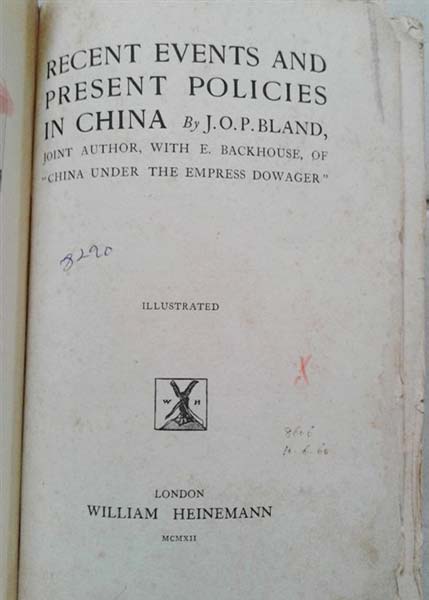 RECENT EVENTS AND
PRESENT POLICIES
IN CHINA By J.O.P. BLAND,
JOINT AUTHOR, WITH E. BACKHOUSE, OF
"CHINA UNDER THE EMPRESS DOWAGER"
8220
ILLUSTRATED
W H
LONDON
WILLIAM HEINEMANN
MCMXII